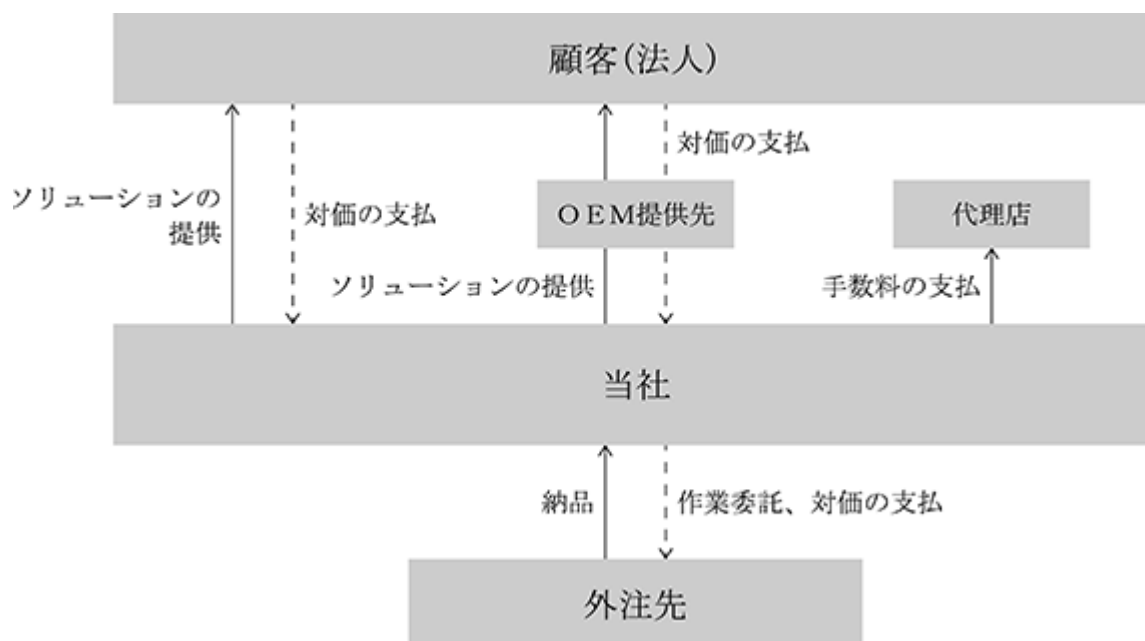 顧客(法人)
対価の支払
ソリューションの
提供
対価の支払
ＯＥＭ提供先
代理店
ソリューションの提供
手数料の支払
当社
納品
作業委託、対価の支払
外注先